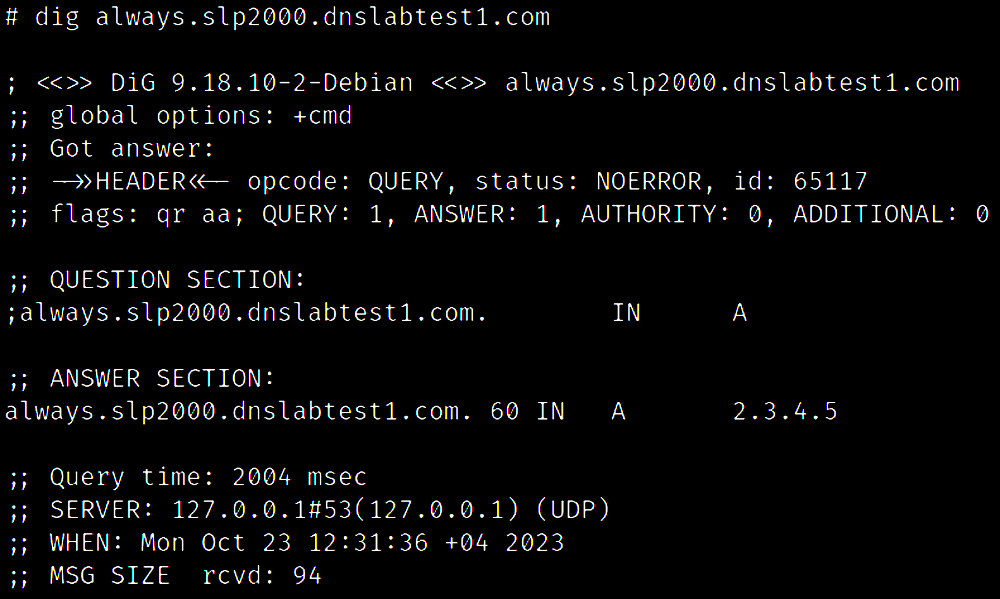 # dig always.slp2000.dnslabtest1.com
; <<>> DiG 9.18.10-2-Debian <<>> always.slp2000.dnslabtest1.com
;; global options: +cmd
;; Got answer:
;; ->>HEADER<<- opcode: QUERY, status: NOERROR, id: 65117
;; flags: qr aa; QUERY: 1, ANSWER: 1, AUTHORITY: 0, ADDITIONAL: 0
;; QUESTION SECTION:
;always.slp2000.dnslabtest1.com. IN A
;; ANSWER SECTION:
always.slp2000.dnslabtest1.com. 60 IN A 2.3.4.5
;; Query time: 2004 msec
;; SERVER: 127.0.0.1#53(127.0.0.1) (UDP)
;; WHEN: Mon Oct 23 12:31:36 +04 2023
;; MSG SIZE rcvd: 94